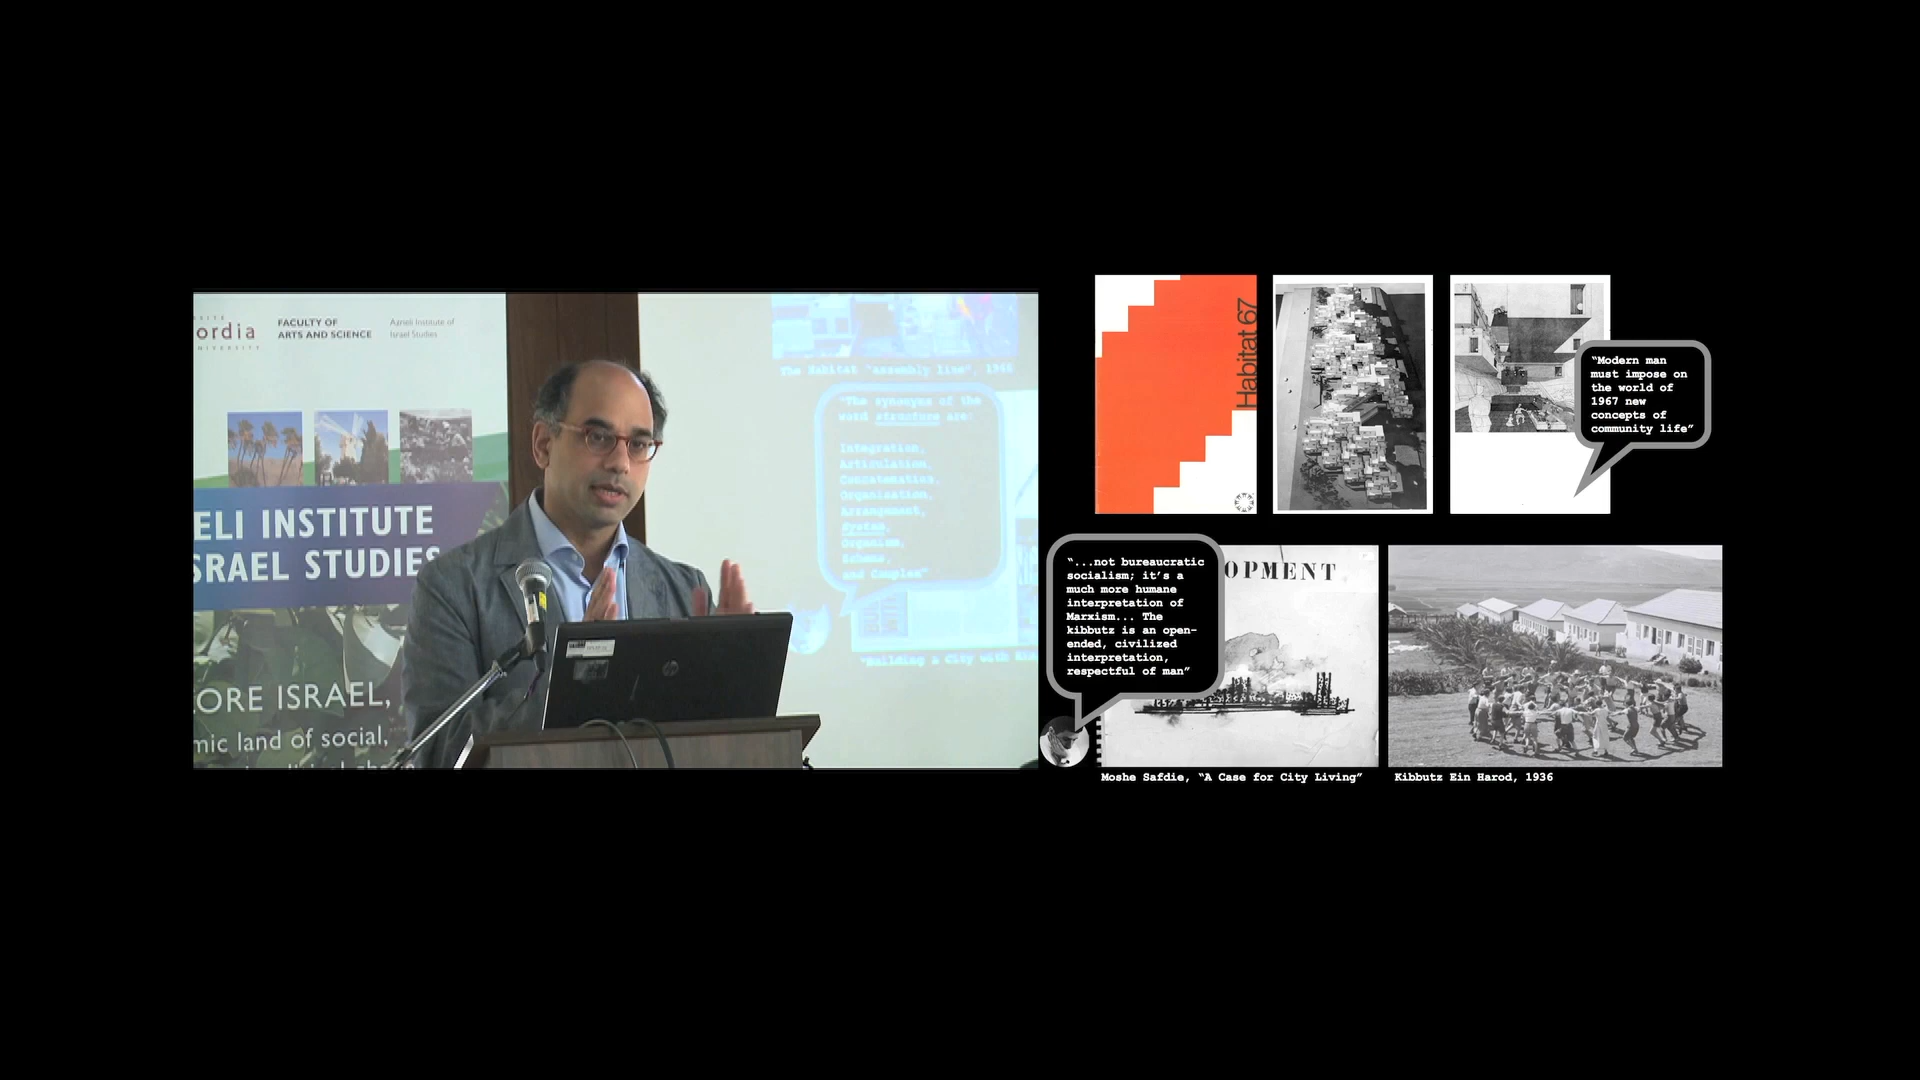 ordia
FACULTY OF
ARTS AND SCIENCE
Azrieli Institute of
Israel Studies
ELI INSTITUTE
SRAEL STUDIES
ORE ISRAEL,
mic land of social,
The Habitat "assembly line", 1966
"The synonyms of the
word structure are:
Integration,
Articulation,
Concatenation,
Organization,
Arrangement,
System,
Organism,
Scheme,
and Complex"
"Building a City with
Habitat 67
"Modern man
must impose on
the world of
1967 new
concepts of
community life"
"...not bureaucratic
socialism; it's a
much more humane
interpretation of
Marxism... The
kibbutz is an open-
ended, civilized
interpretation,
respectful of man"
OPMENT
Moshe Safdie, "A Case for City Living"
Kibbutz Ein Harod, 1936